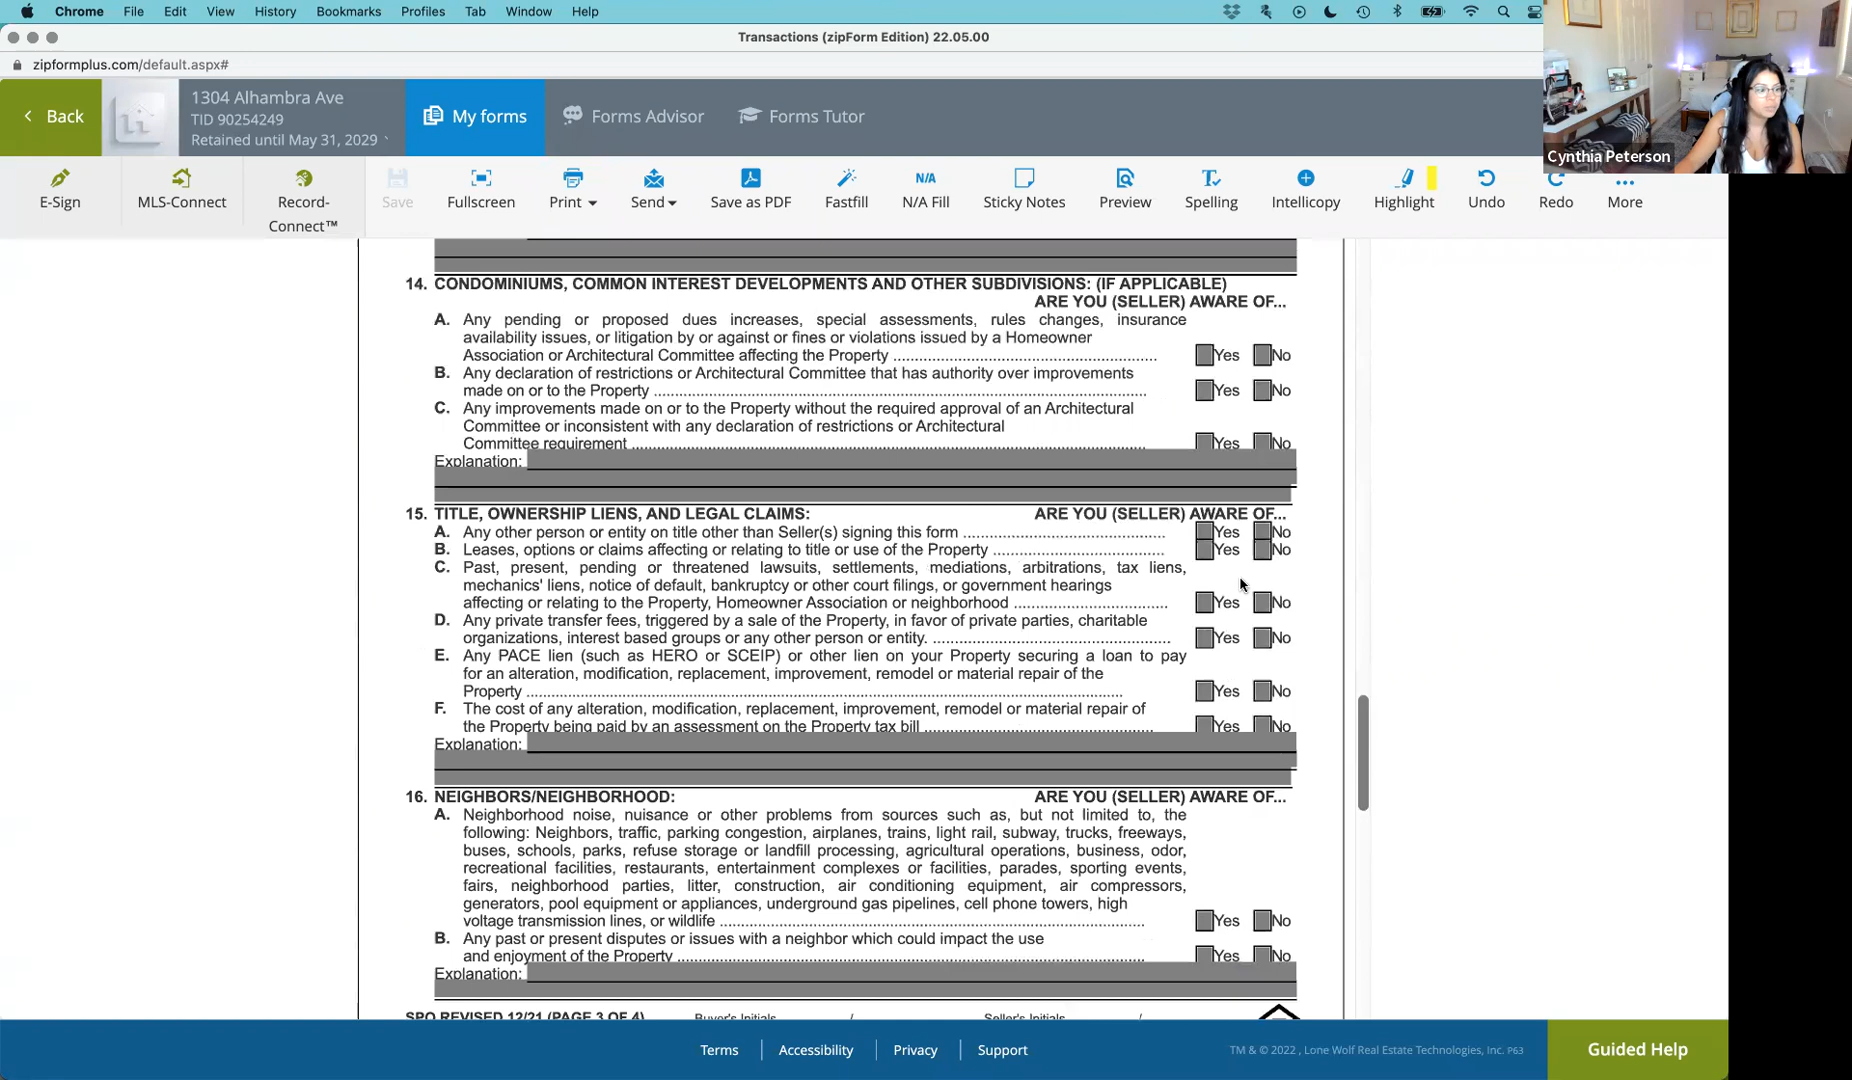 Chrome File Edit View History Bookmarks Profiles Tab Window Help
Transactions (zipForm Edition) 22.05.00
zipformplus.com/default.aspx#
Back
1304 Alhambra Ave
TID 90254249
Retained until May 31, 2029
My forms
Forms Advisor
Forms Tutor
Cynthia Peterson
E-Sign
MLS-Connect
Record-
Connect™
Save
Fullscreen
Print
Send
Save as PDF
Fastfill
N/A
N/A Fill
Sticky Notes
Preview
Spelling
Intellicopy
Highlight
Undo
Redo
More
14. CONDOMINIUMS, COMMON INTEREST DEVELOPMENTS AND OTHER SUBDIVISIONS: (IF APPLICABLE)
ARE YOU (SELLER) AWARE OF...
A. Any pending or proposed dues increases, special assessments, rules changes, insurance
availability issues, or litigation by or against or fines or violations issued by a Homeowner
Association or Architectural Committee affecting the Property .............................................................. Yes No
B. Any declaration of restrictions or Architectural Committee that has authority over improvements
made on or to the Property .................................................................................................................... Yes No
C. Any improvements made on or to the Property without the required approval of an Architectural
Committee or inconsistent with any declaration of restrictions or Architectural
Committee requirement ......................................................................................................................... Yes No
Explanation:
15. TITLE, OWNERSHIP LIENS, AND LEGAL CLAIMS: ARE YOU (SELLER) AWARE OF...
A. Any other person or entity on title other than Seller(s) signing this form ................................................ Yes No
B. Leases, options or claims affecting or relating to title or use of the Property ........................................ Yes No
C. Past, present, pending or threatened lawsuits, settlements, mediations, arbitrations, tax liens,
mechanics' liens, notice of default, bankruptcy or other court filings, or government hearings
affecting or relating to the Property, Homeowner Association or neighborhood .................................... Yes No
D. Any private transfer fees, triggered by a sale of the Property, in favor of private parties, charitable
organizations, interest based groups or any other person or entity. ........................................................ Yes No
E. Any PACE lien (such as HERO or SCEIP) or other lien on your Property securing a loan to pay
for an alteration, modification, replacement, improvement, remodel or material repair of the
Property ............................................................................................................................................ Yes No
F. The cost of any alteration, modification, replacement, improvement, remodel or material repair of
the Property being paid by an assessment on the Property tax bill ...................................................... Yes No
Explanation:
16. NEIGHBORS/NEIGHBORHOOD: ARE YOU (SELLER) AWARE OF...
A. Neighborhood noise, nuisance or other problems from sources such as, but not limited to, the
following: Neighbors, traffic, parking congestion, airplanes, trains, light rail, subway, trucks, freeways,
buses, schools, parks, refuse storage or landfill processing, agricultural operations, business, odor,
recreational facilities, restaurants, entertainment complexes or facilities, parades, sporting events,
fairs, neighborhood parties, litter, construction, air conditioning equipment, air compressors,
generators, pool equipment or appliances, underground gas pipelines, cell phone towers, high
voltage transmission lines, or wildlife .................................................................................................... Yes No
B. Any past or present disputes or issues with a neighbor which could impact the use
and enjoyment of the Property .............................................................................................................. Yes No
Explanation:
SPQ REVISED 12/21 (PAGE 3 OF 4) Buyer's Initials / Seller's Initials /
Terms Accessibility Privacy Support
TM & © 2022 , Lone Wolf Real Estate Technologies, Inc. P63
Guided Help